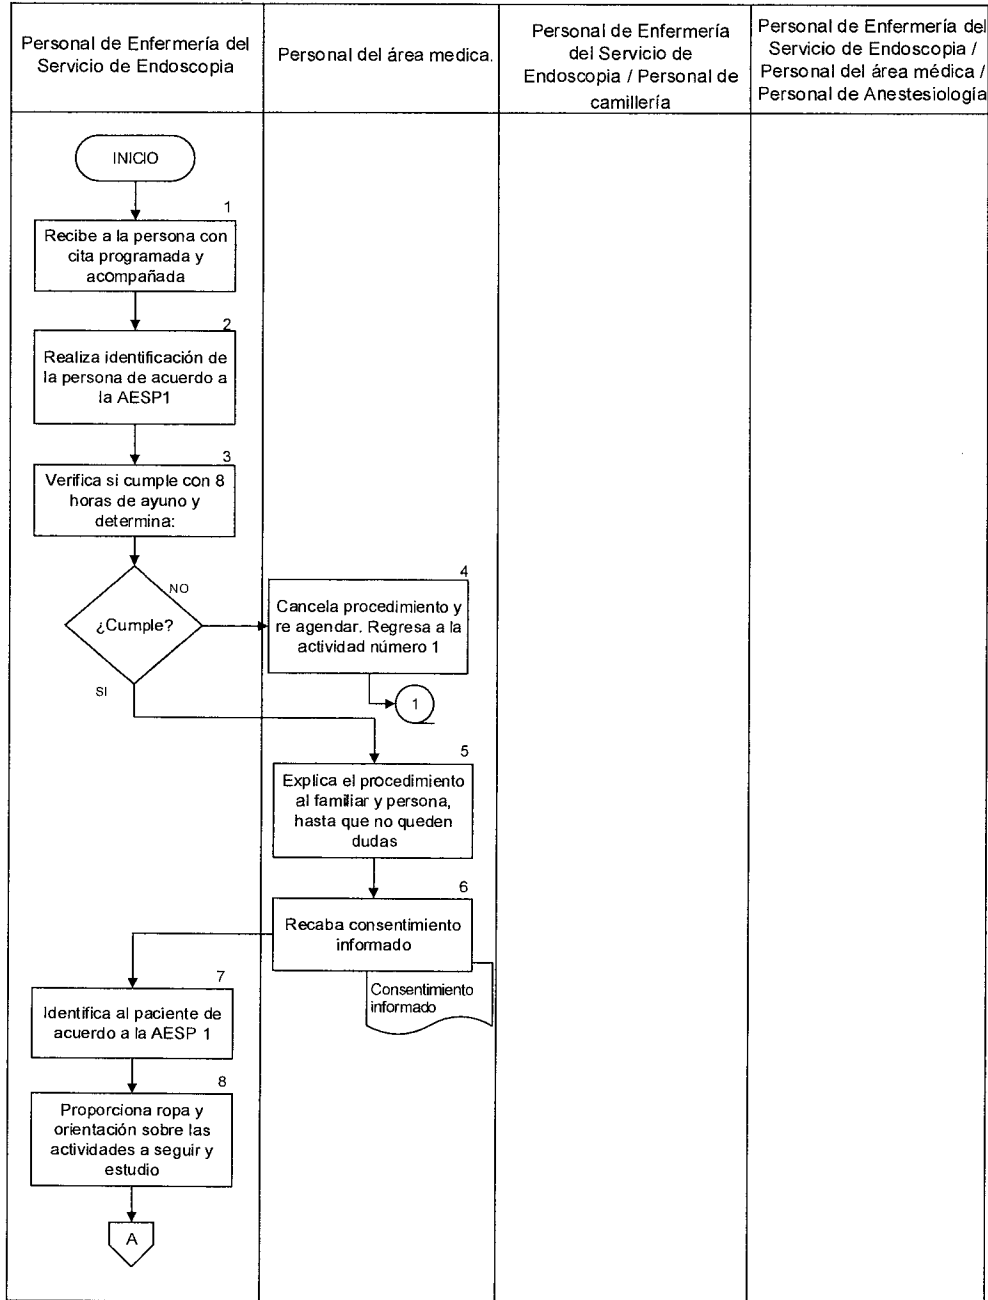 Personal de Enfermería del
Servicio de Endoscopia
Personal del área medica.
Personal de Enfermería
del Servicio de
Endoscopia / Personal de
camillería
Personal de Enfermería del
Servicio de Endoscopia /
Personal del área médica /
Personal de Anestesiología
INICIO
1
Recibe a la persona con
cita programada y
acompañada
2
Realiza identificación de
la persona de acuerdo a
la AESP1
3
Verifica si cumple con 8
horas de ayuno y
determina:
¿Cumple?
NO
SI
4
Cancela procedimiento y
re agendar. Regresa a la
actividad número 1
1
5
Explica el procedimiento
al familiar y persona,
hasta que no queden
dudas
6
Recaba consentimiento
informado
Consentimiento
informado
7
Identifica al paciente de
acuerdo a la AESP 1
8
Proporciona ropa y
orientación sobre las
actividades a seguir y
estudio
A